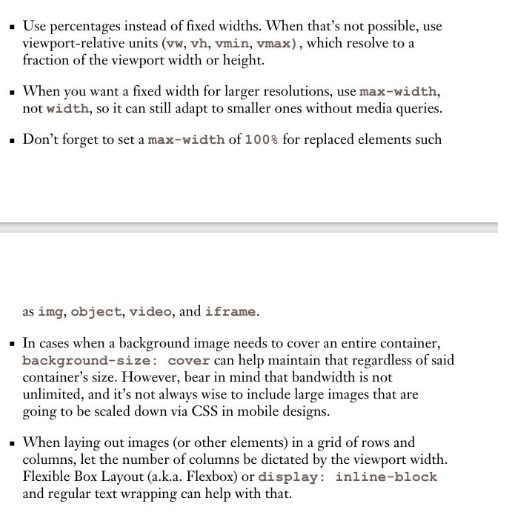 ▪ Use percentages instead of fixed widths. When that’s not possible, use
viewport-relative units (vw, vh, vmin, vmax), which resolve to a
fraction of the viewport width or height.
▪ When you want a fixed width for larger resolutions, use max-width,
not width, so it can still adapt to smaller ones without media queries.
▪ Don’t forget to set a max-width of 100% for replaced elements such
as img, object, video, and iframe.
▪ In cases when a background image needs to cover an entire container,
background-size: cover can help maintain that regardless of said
container’s size. However, bear in mind that bandwidth is not
unlimited, and it’s not always wise to include large images that are
going to be scaled down via CSS in mobile designs.
▪ When laying out images (or other elements) in a grid of rows and
columns, let the number of columns be dictated by the viewport width.
Flexible Box Layout (a.k.a. Flexbox) or display: inline-block
and regular text wrapping can help with that.